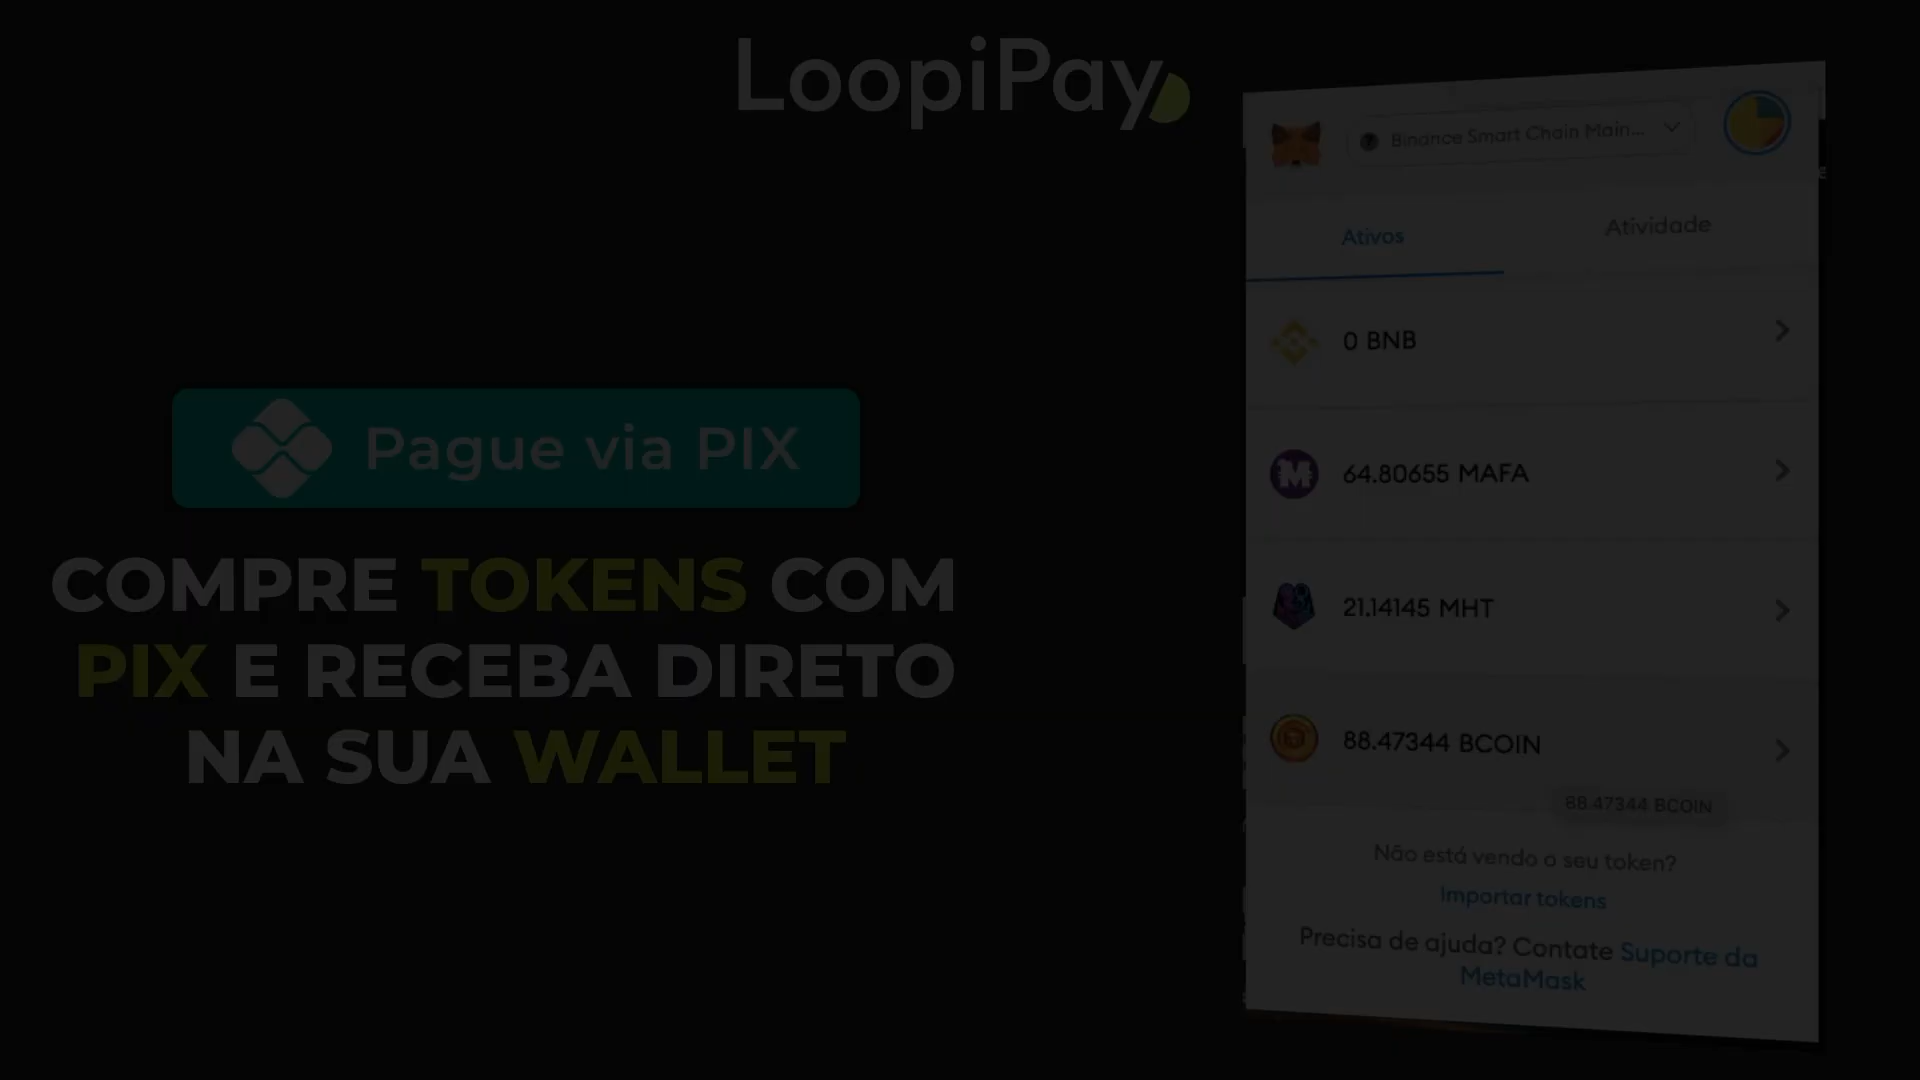 LoopiPay
Pague via PIX
COMPRE TOKENS COM
PIX E RECEBA DIRETO
NA SUA WALLET
Binance Smart Chain Main...
Ativos
Atividade
0 BNB
64.80655 MAFA
21.14145 MHT
88.47344 BCOIN
88.47344 BCOIN
Não está vendo o seu token?
Importar tokens
Precisa de ajuda? Contate Suporte da
MetaMask